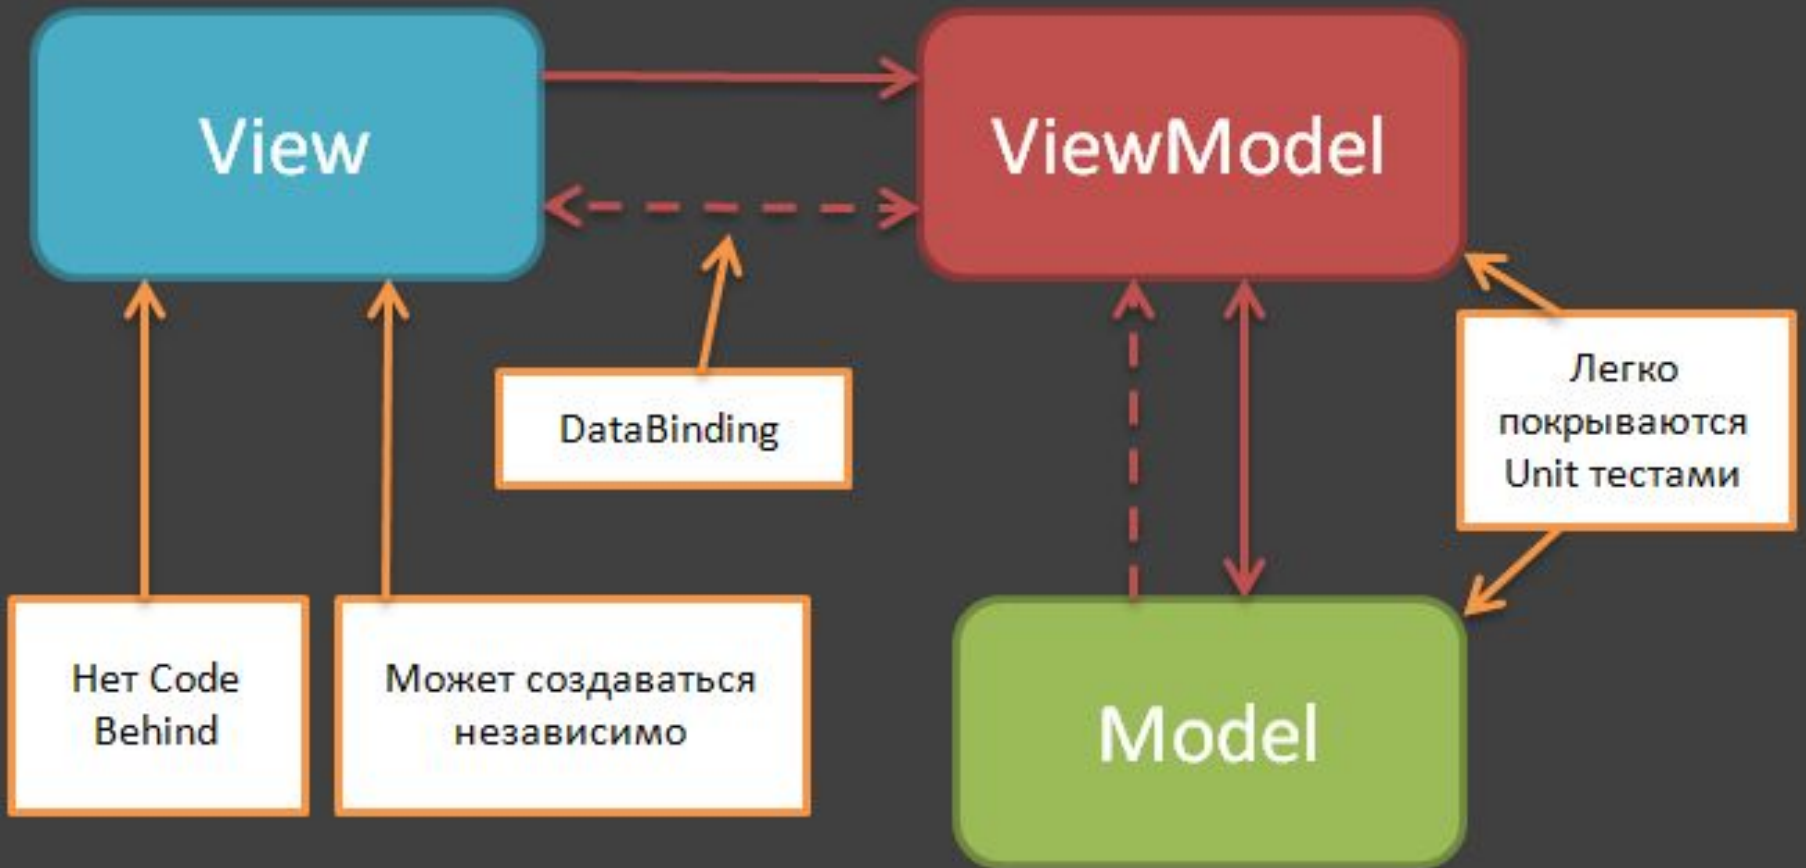 View
ViewModel
DataBinding
Легко
покрываются
Unit тестами
Нет Code
Behind
Может создаваться
независимо
Model